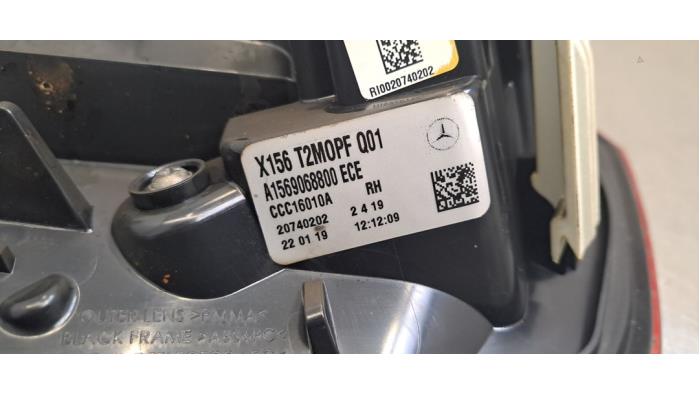 RI0020740202
X156 T2MOPF Q01
A1569068800 ECE
CCC16010A RH
20740202 2 4 19
22 01 19 12:12:09
OUTER LENS >PMMA<
BLACK FRAME >ABS+PC<